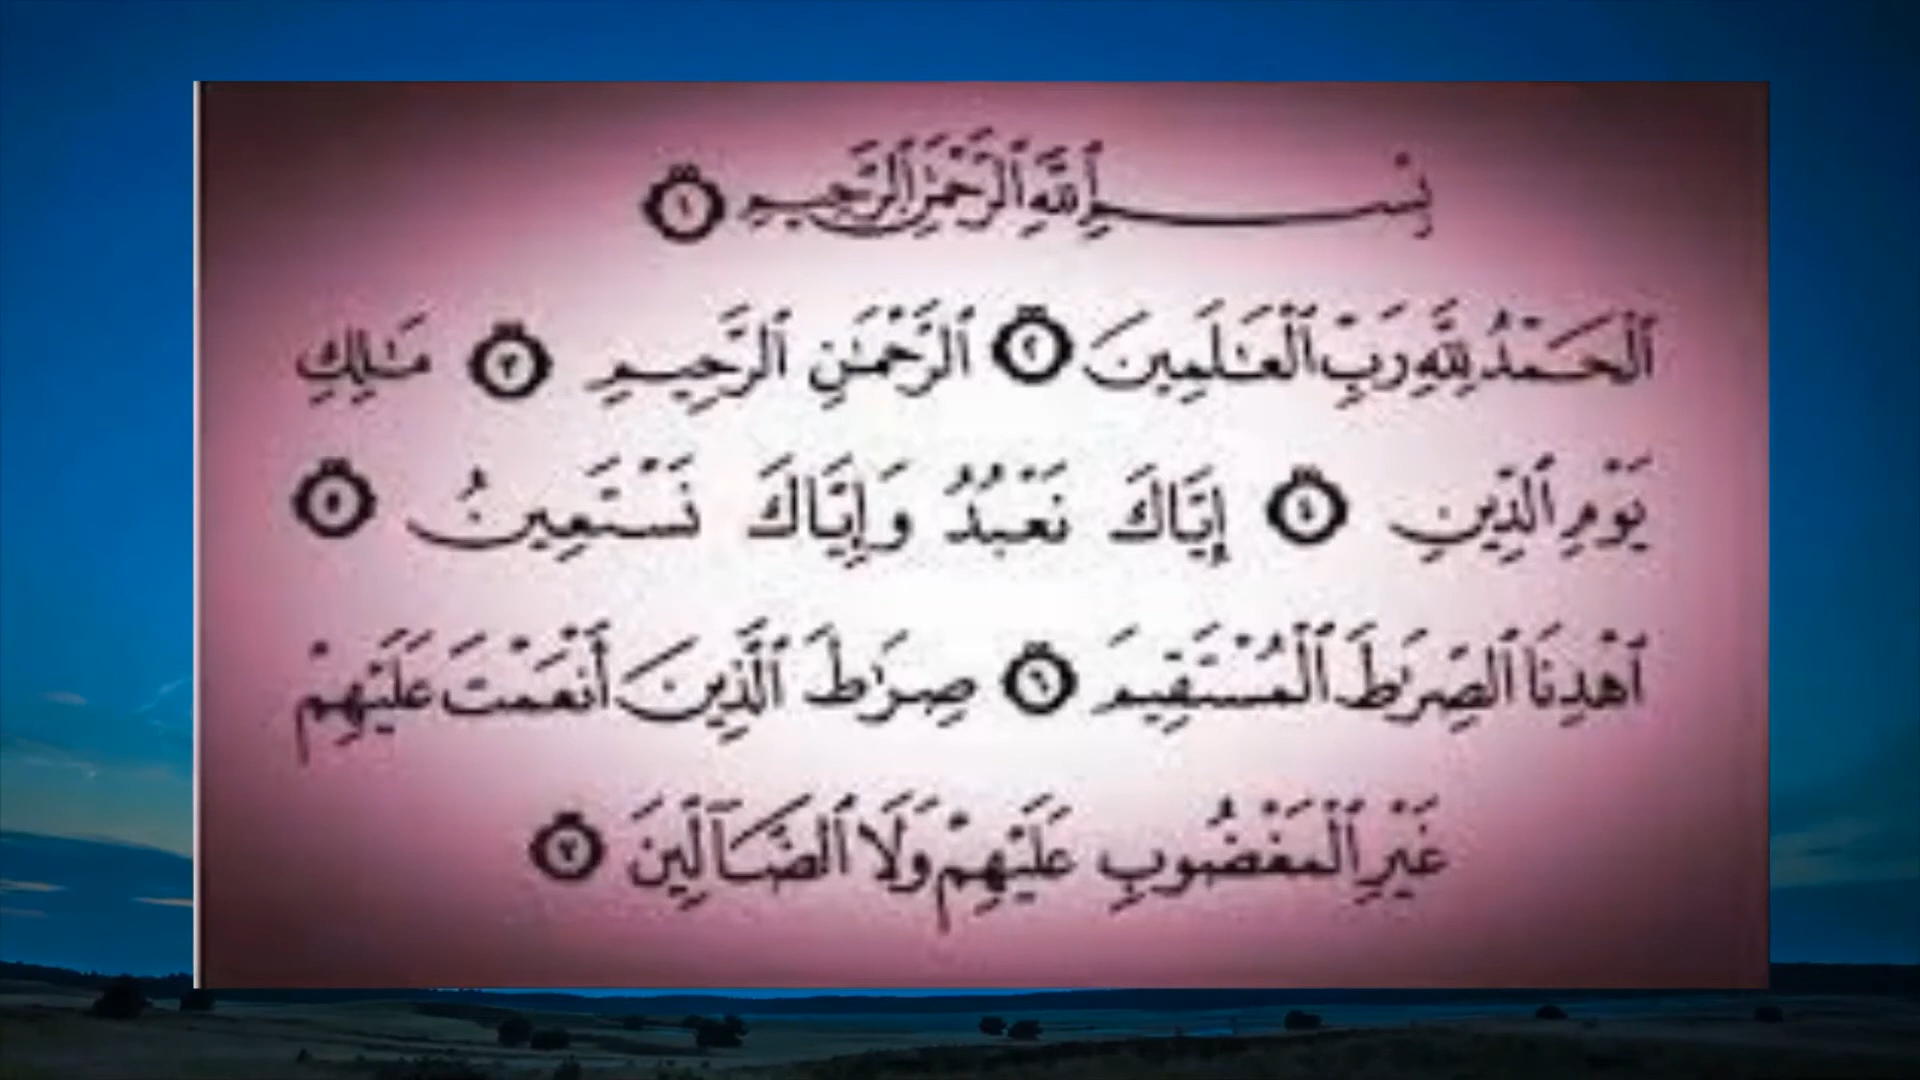 بِسْمِ ٱللَّهِ ٱلرَّحْمَٰنِ ٱلرَّحِيمِ ١
ٱلْحَمْدُ لِلَّهِ رَبِّ ٱلْعَٰلَمِينَ ٢ ٱلرَّحْمَٰنِ ٱلرَّحِيمِ ٣ مَٰلِكِ
يَوْمِ ٱلدِّينِ ٤ إِيَّاكَ نَعْبُدُ وَإِيَّاكَ نَسْتَعِينُ ٥
ٱهْدِنَا ٱلصِّرَٰطَ ٱلْمُسْتَقِيمَ ٦ صِرَٰطَ ٱلَّذِينَ أَنْعَمْتَ عَلَيْهِمْ
غَيْرِ ٱلْمَغْضُوبِ عَلَيْهِمْ وَلَا ٱلضَّآلِّينَ ٧